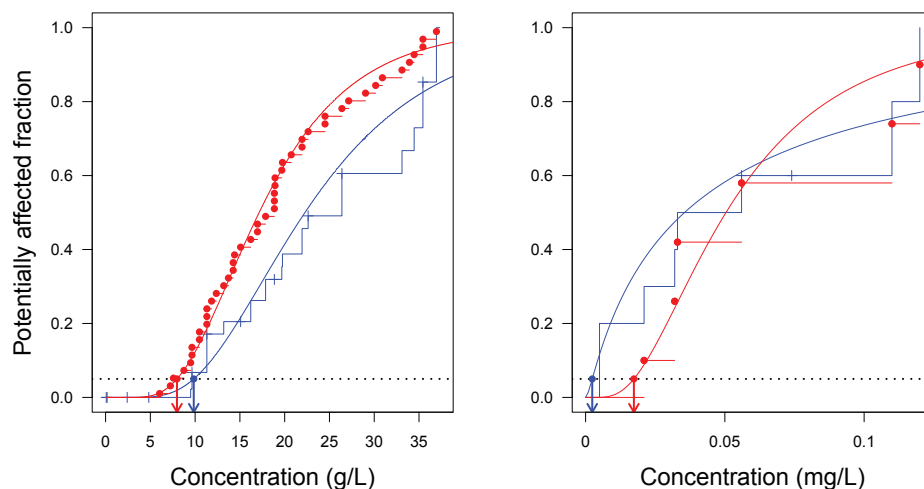 Potentially affected fraction
1.0
0.8
0.6
0.4
0.2
0.0
0 5 10 15 20 25 30 35
Concentration (g/L)
1.0
0.8
0.6
0.4
0.2
0.0
0 0.05 0.1
Concentration (mg/L)